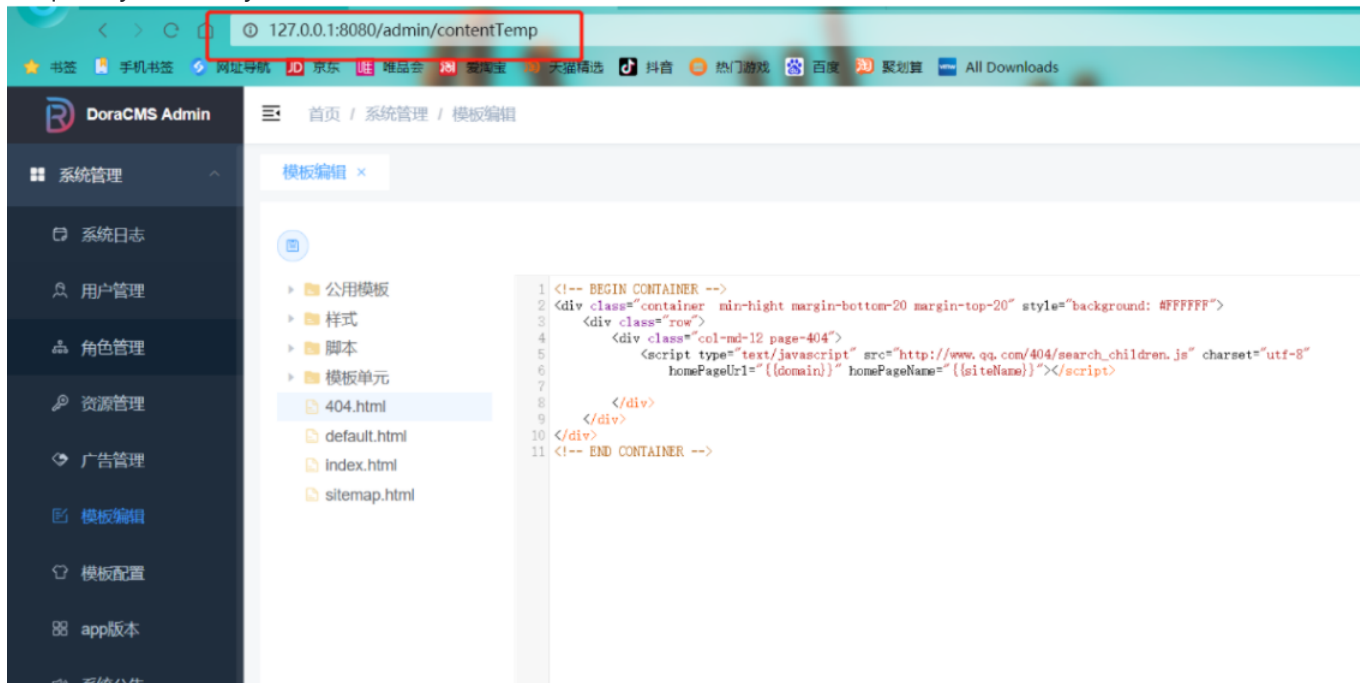 127.0.0.1:8080/admin/contentTemp
书签 手机书签 网址导航 JD 京东 唯品会 爱淘宝 天猫精选 抖音 热门游戏 百度 聚划算 All Downloads
DoraCMS Admin
首页 / 系统管理 / 模板编辑
系统管理
模板编辑 ×
系统日志
用户管理
角色管理
资源管理
广告管理
模板编辑
模板配置
app版本
系统公告
公用模板
样式
脚本
模板单元
404.html
default.html
index.html
sitemap.html
1 <!-- BEGIN CONTAINER -->
2 <div class="container min-hight margin-bottom-20 margin-top-20" style="background: #FFFFFF">
3 <div class="row">
4 <div class="col-md-12 page-404">
5 <script type="text/javascript" src="http://www.qq.com/404/search_children.js" charset="utf-8"
6 homePageUrl="{{domain}}" homePageName="{{siteName}}"></script>
7
8 </div>
9 </div>
10 </div>
11 <!-- END CONTAINER -->